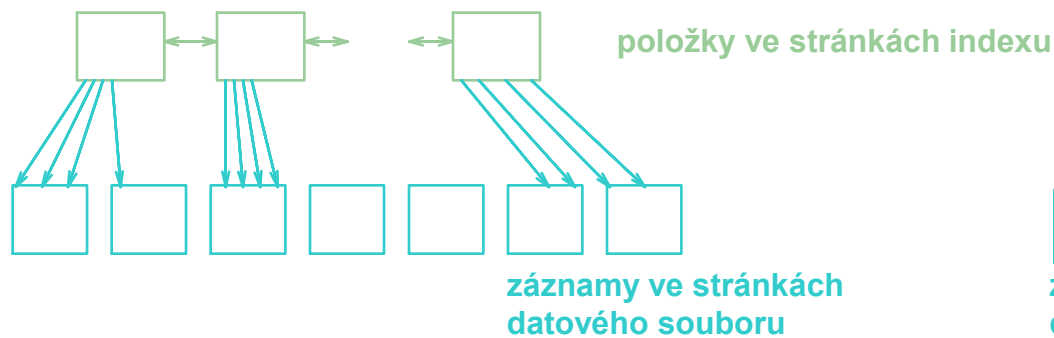 položky ve stránkách indexu
záznamy ve stránkách
datového souboru